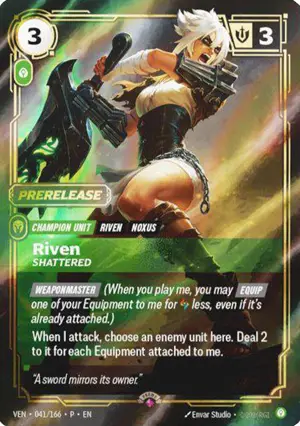 3
3
PRERELEASE
CHAMPION UNIT RIVEN NOXUS
Riven
SHATTERED
WEAPONMASTER (When you play me, you may EQUIP
one of your Equipment to me for less, even if it's
already attached.)
When I attack, choose an enemy unit here. Deal 2
to it for each Equipment attached to me.
"A sword mirrors its owner."
VEN • 041/166 • P • EN
Envar Studio